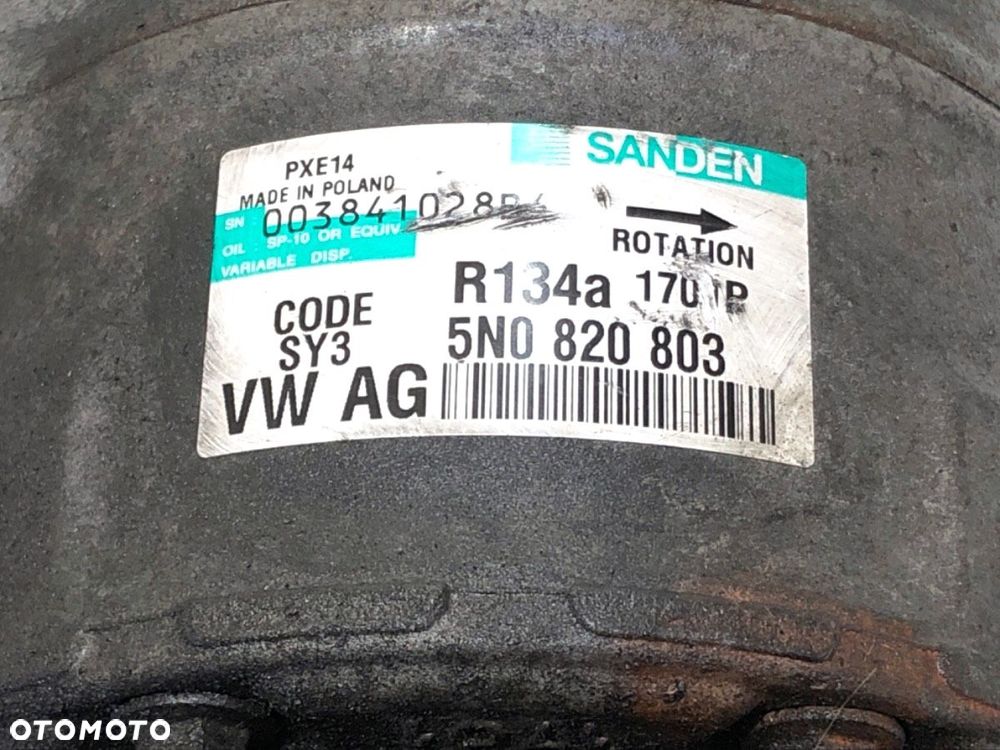 SANDEN
PXE14
MADE IN POLAND
SN
OIL SP-10 OR EQUIV.
VARIABLE DISP.
ROTATION
R134a
CODE
SY3
5N0 820 803
VW AG
OTOMOTO